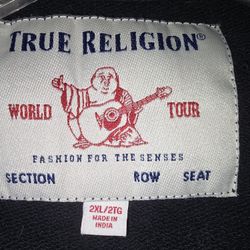 TRUE RELIGION®
WORLD TOUR
FASHION FOR THE SENSES
SECTION ROW SEAT
2XL/2TG
MADE IN
INDIA